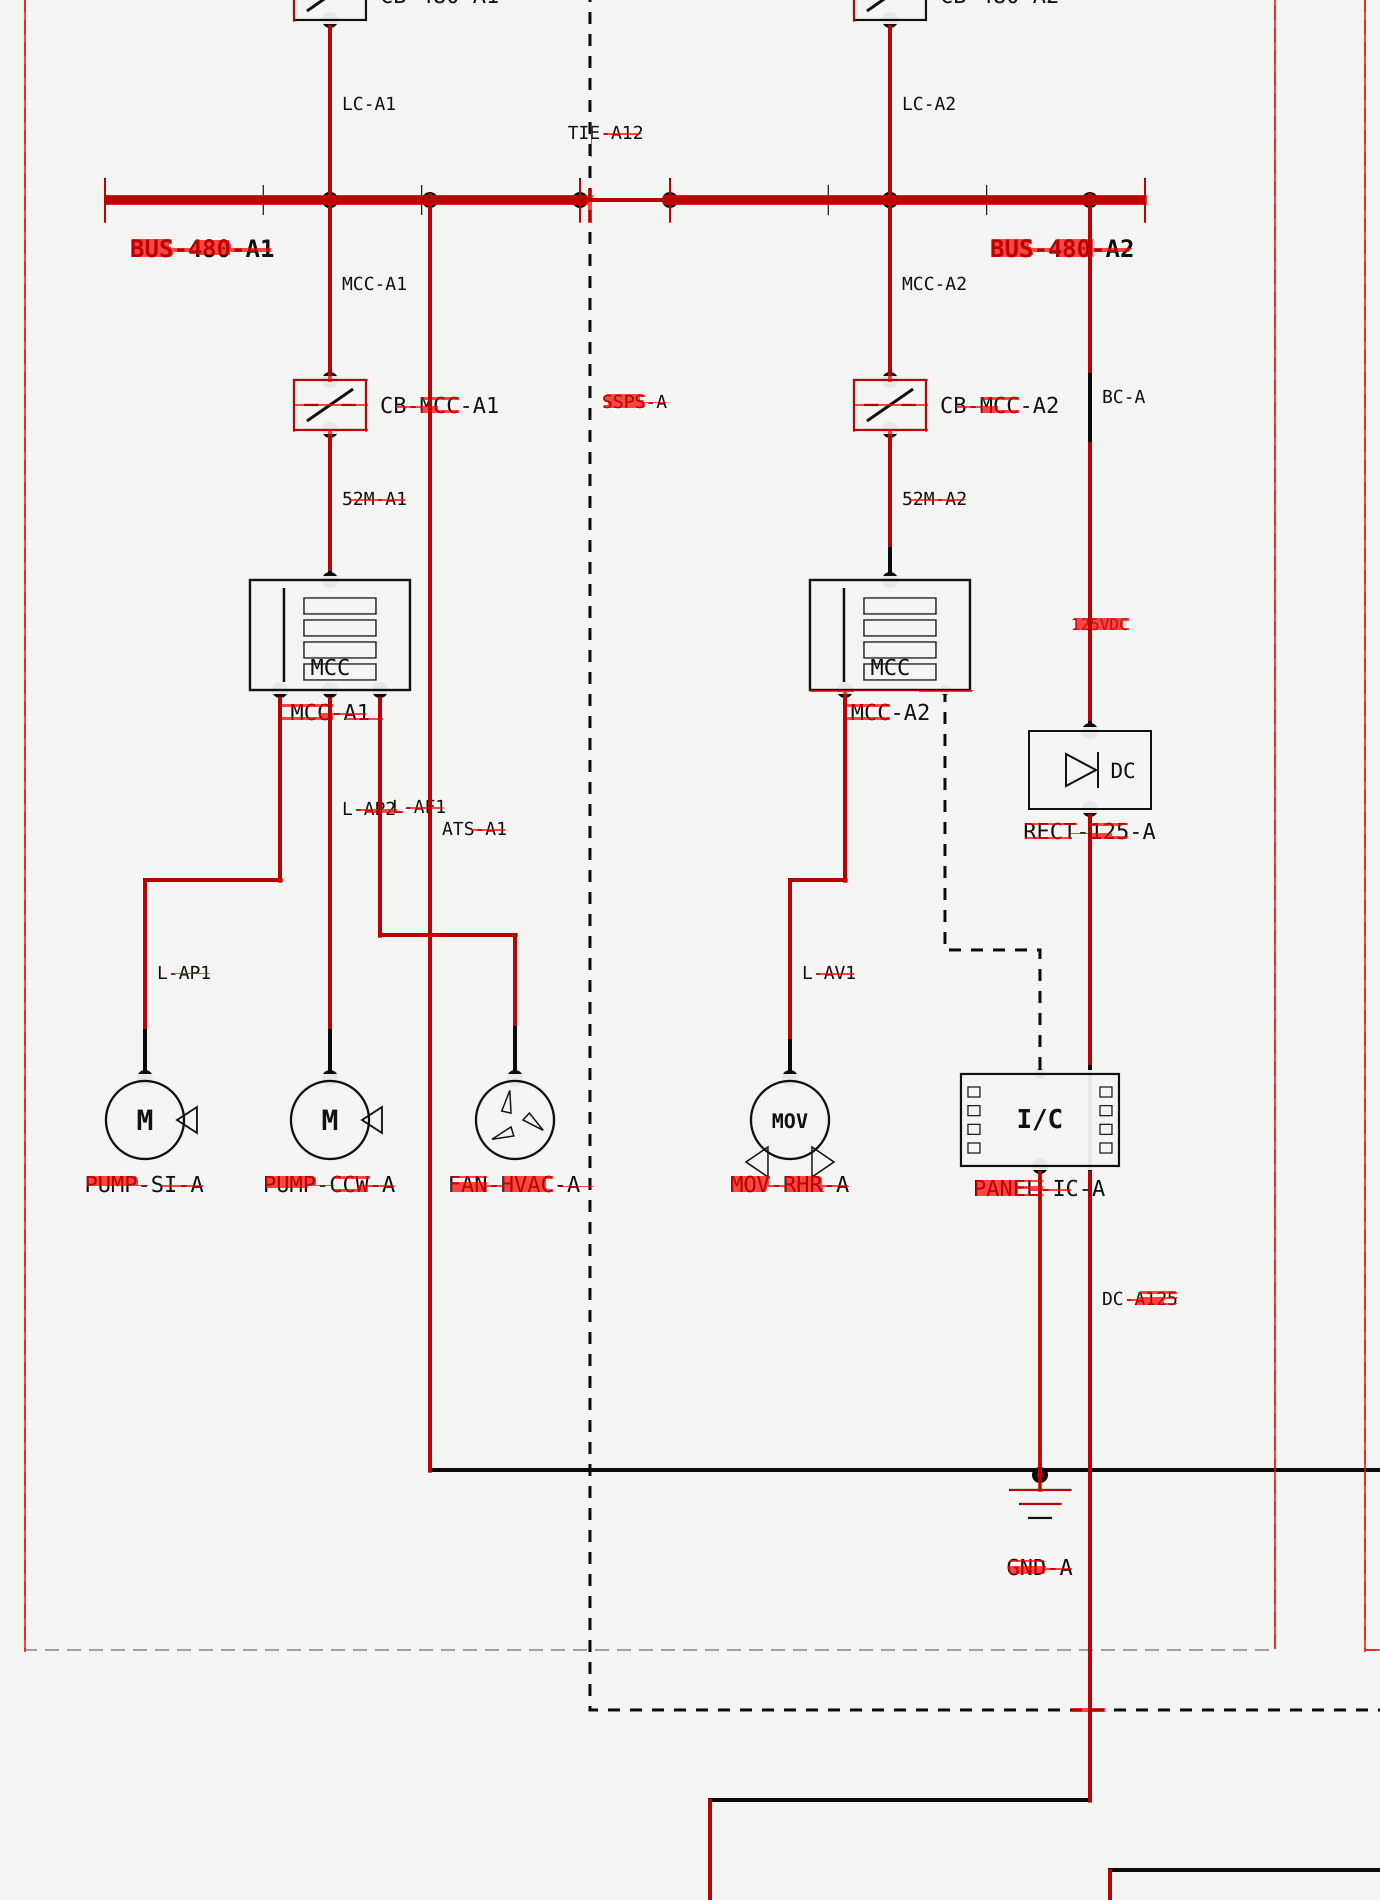 CB-480-A1
CB-480-A2
LC-A1
LC-A2
TIE-A12
BUS-480-A1
BUS-480-A2
MCC-A1
MCC-A2
CB-MCC-A1
SSPS-A
CB-MCC-A2
BC-A
52M-A1
52M-A2
125VDC
MCC
MCC
MCC-A1
MCC-A2
DC
RECT-125-A
L-AP2
L-AF1
ATS-A1
L-AP1
L-AV1
M
M
MOV
I/C
PUMP-SI-A
PUMP-CCW-A
FAN-HVAC-A
MOV-RHR-A
PANEL-IC-A
DC-A125
GND-A